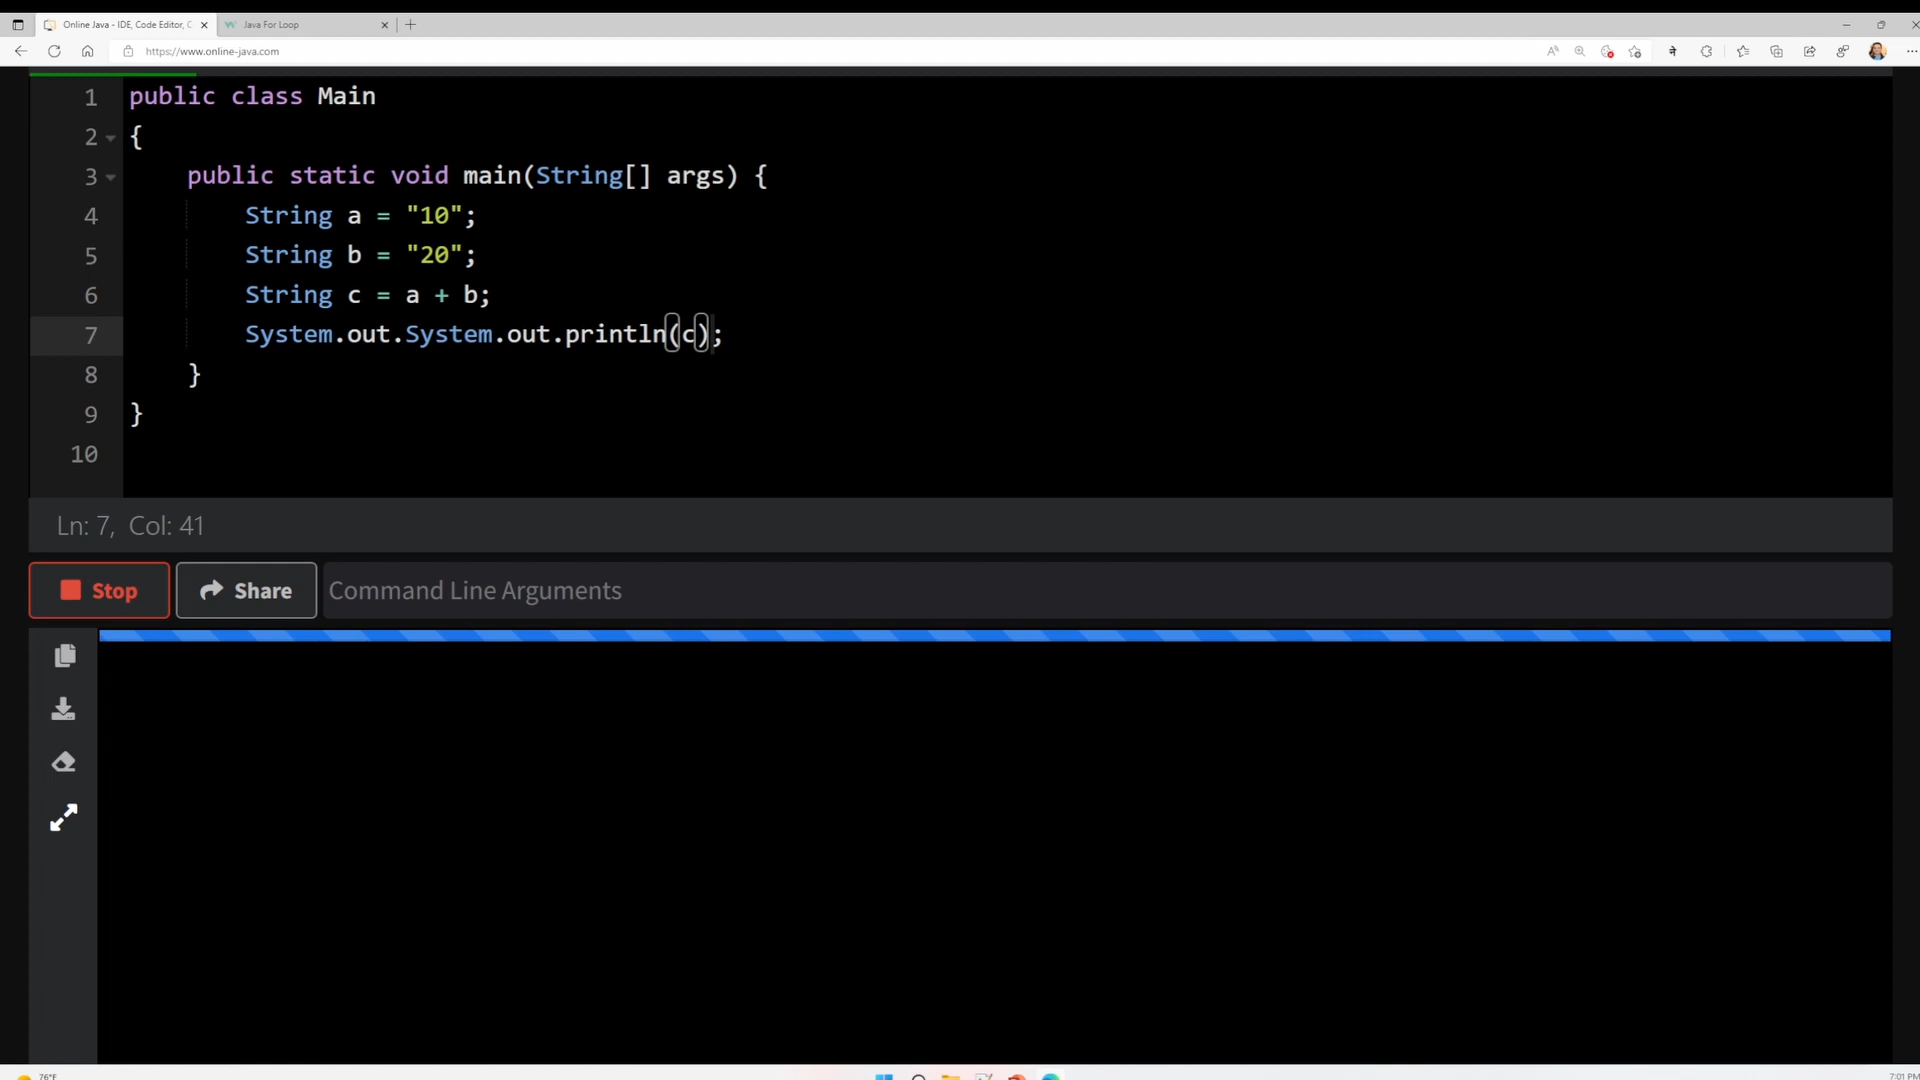 Online Java - IDE, Code Editor, C
Java For Loop
https://www.online-java.com
1 public class Main
2 {
3 public static void main(String[] args) {
4 String a = "10";
5 String b = "20";
6 String c = a + b;
7 System.out.System.out.println(c);
8 }
9 }
10
Ln: 7, Col: 41
Stop
Share
Command Line Arguments
76°F
7:01 PM